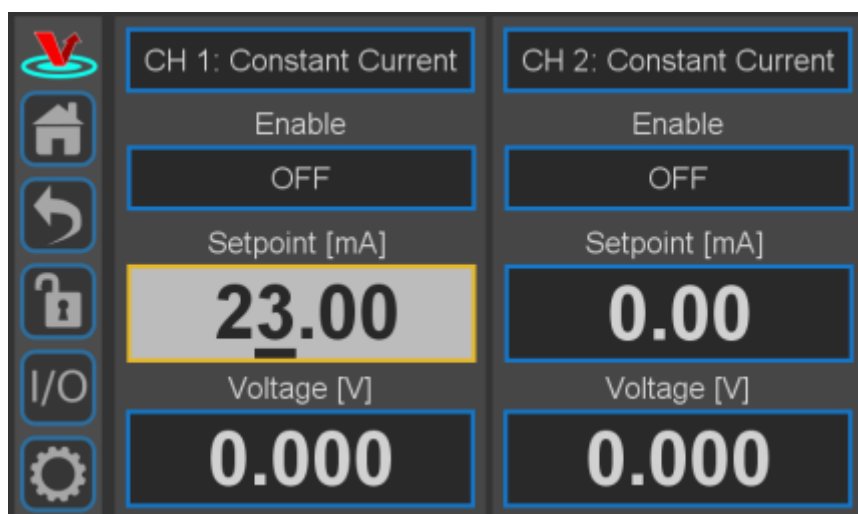 CH 1: Constant Current
CH 2: Constant Current
Enable
Enable
OFF
OFF
Setpoint [mA]
Setpoint [mA]
23.00
0.00
I/O
Voltage [V]
Voltage [V]
0.000
0.000